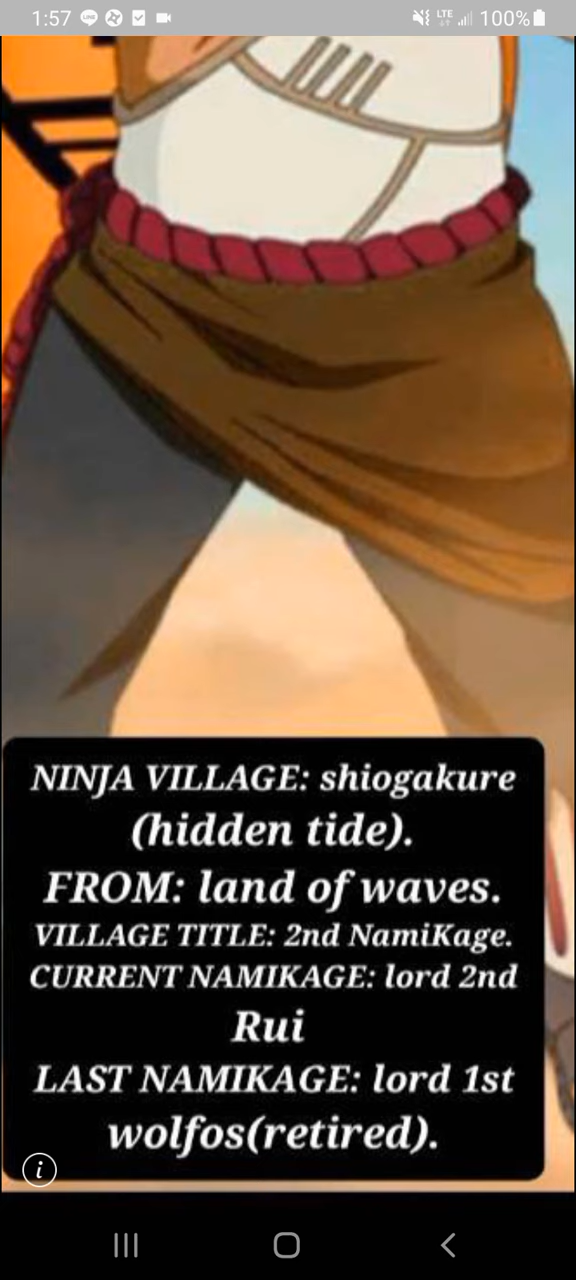 1:57
LTE
100%
NINJA VILLAGE: shiogakure
(hidden tide).
FROM: land of waves.
VILLAGE TITLE: 2nd NamiKage.
CURRENT NAMIKAGE: lord 2nd
Rui
LAST NAMIKAGE: lord 1st
wolfos(retired).
i